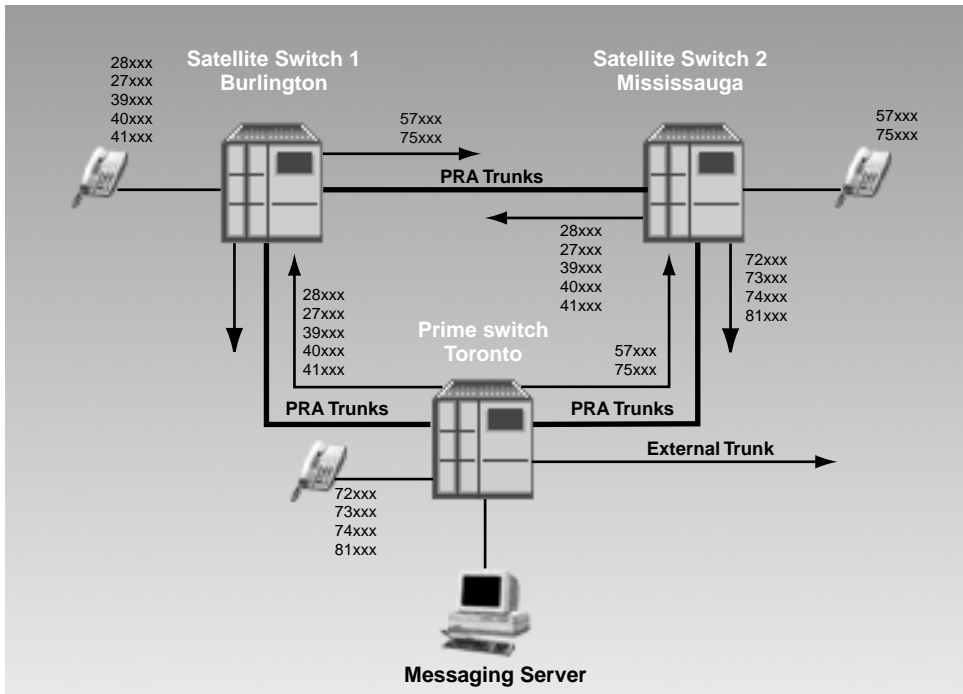 Satellite Switch 1
Burlington
Satellite Switch 2
Mississauga
28xxx
27xxx
39xxx
40xxx
41xxx
57xxx
75xxx
57xxx
75xxx
PRA Trunks
28xxx
27xxx
39xxx
40xxx
41xxx
72xxx
73xxx
74xxx
81xxx
28xxx
27xxx
39xxx
40xxx
41xxx
Prime switch
Toronto
57xxx
75xxx
PRA Trunks
PRA Trunks
External Trunk
72xxx
73xxx
74xxx
81xxx
Messaging Server